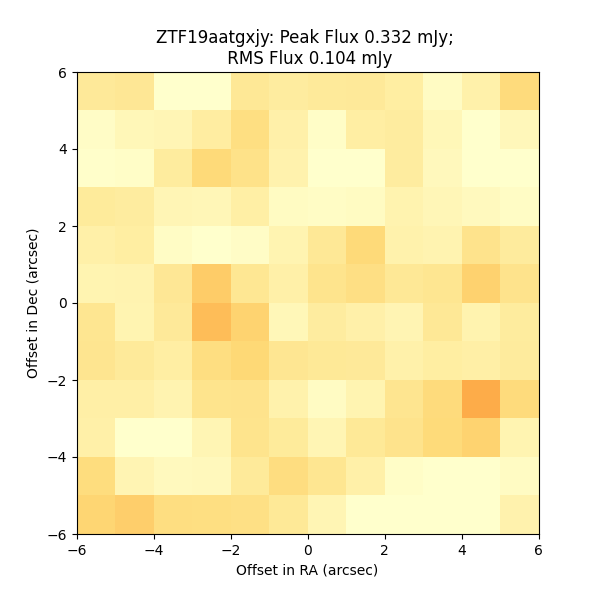 ZTF19aatgxjy: Peak Flux 0.332 mJy;
RMS Flux 0.104 mJy
6
4
2
0
−2
−4
−6
Offset in Dec (arcsec)
−6 −4 −2 0 2 4 6
Offset in RA (arcsec)